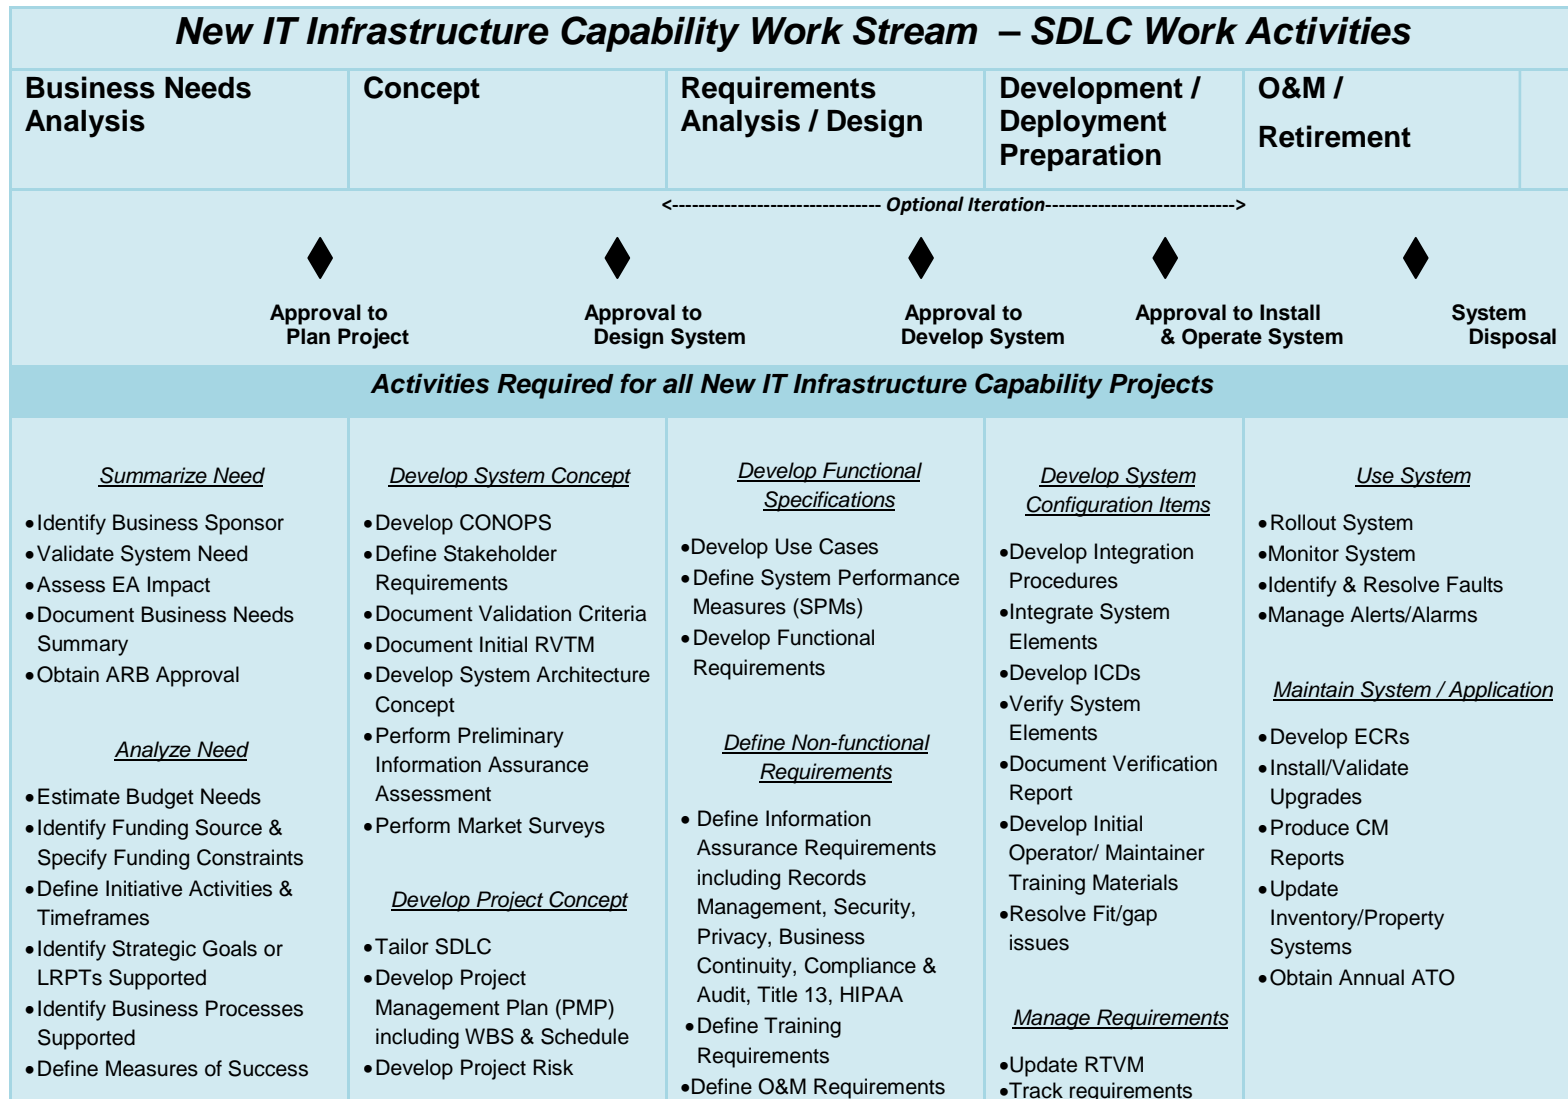 New IT Infrastructure Capability Work Stream – SDLC Work Activities
Business Needs
Analysis
Concept
Requirements
Analysis / Design
Development /
Deployment
Preparation
O&M /
Retirement
<-------------------------------- Optional Iteration----------------------------->
Approval to
Plan Project
Approval to
Design System
Approval to
Develop System
Approval to Install
& Operate System
System
Disposal
Activities Required for all New IT Infrastructure Capability Projects
Summarize Need
•Identify Business Sponsor
•Validate System Need
•Assess EA Impact
•Document Business Needs
Summary
•Obtain ARB Approval
Analyze Need
•Estimate Budget Needs
•Identify Funding Source &
Specify Funding Constraints
•Define Initiative Activities &
Timeframes
•Identify Strategic Goals or
LRPTs Supported
•Identify Business Processes
Supported
•Define Measures of Success
Develop System Concept
•Develop CONOPS
•Define Stakeholder
Requirements
•Document Validation Criteria
•Document Initial RVTM
•Develop System Architecture
Concept
•Perform Preliminary
Information Assurance
Assessment
•Perform Market Surveys
Develop Project Concept
•Tailor SDLC
•Develop Project
Management Plan (PMP)
including WBS & Schedule
•Develop Project Risk
Develop Functional
Specifications
•Develop Use Cases
•Define System Performance
Measures (SPMs)
•Develop Functional
Requirements
Define Non-functional
Requirements
• Define Information
Assurance Requirements
including Records
Management, Security,
Privacy, Business
Continuity, Compliance &
Audit, Title 13, HIPAA
•Define Training
Requirements
•Define O&M Requirements
Develop System
Configuration Items
•Develop Integration
Procedures
•Integrate System
Elements
•Develop ICDs
•Verify System
Elements
•Document Verification
Report
•Develop Initial
Operator/ Maintainer
Training Materials
•Resolve Fit/gap
issues
Manage Requirements
•Update RTVM
•Track requirements
Use System
•Rollout System
•Monitor System
•Identify & Resolve Faults
•Manage Alerts/Alarms
Maintain System / Application
•Develop ECRs
•Install/Validate
Upgrades
•Produce CM
Reports
•Update
Inventory/Property
Systems
•Obtain Annual ATO